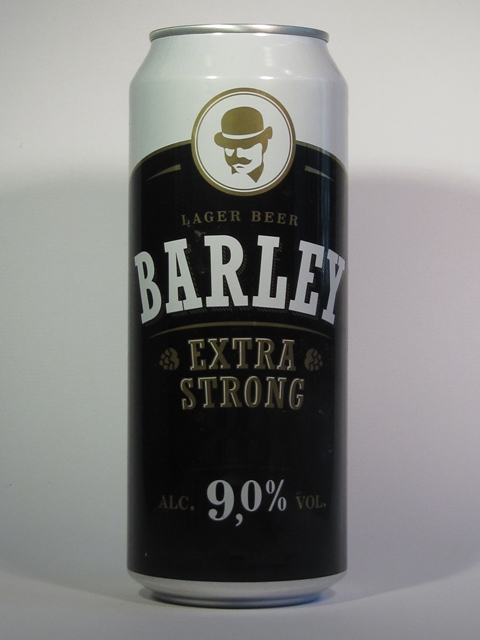 LAGER BEER
BARLEY
EXTRA
STRONG
ALC. 9,0% VOL.